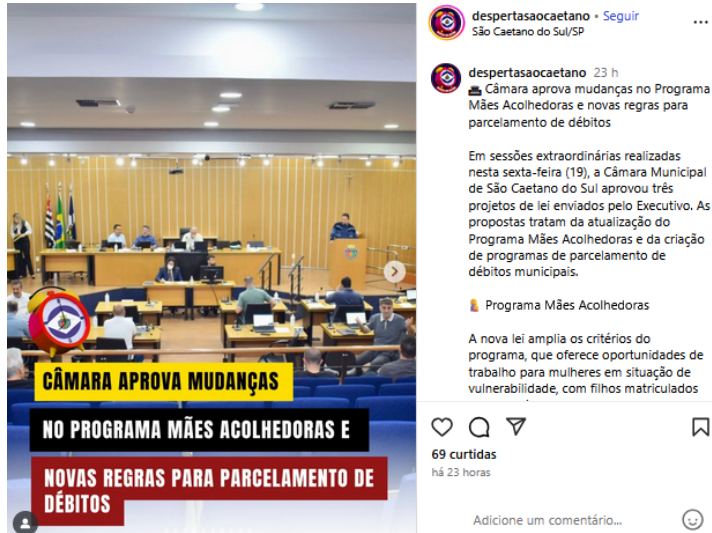 CÂMARA APROVA MUDANÇAS
NO PROGRAMA MÃES ACOLHEDORAS E
NOVAS REGRAS PARA PARCELAMENTO DE
DÉBITOS
despertasaocaetano • Seguir
São Caetano do Sul/SP
despertasaocaetano 23 h
Câmara aprova mudanças no Programa
Mães Acolhedoras e novas regras para
parcelamento de débitos
Em sessões extraordinárias realizadas
nesta sexta-feira (19), a Câmara Municipal
de São Caetano do Sul aprovou três
projetos de lei enviados pelo Executivo. As
propostas tratam da atualização do
Programa Mães Acolhedoras e da criação
de programas de parcelamento de
débitos municipais.
Programa Mães Acolhedoras
A nova lei amplia os critérios do
programa, que oferece oportunidades de
trabalho para mulheres em situação de
vulnerabilidade, com filhos matriculados
69 curtidas
há 23 horas
Adicione um comentário...